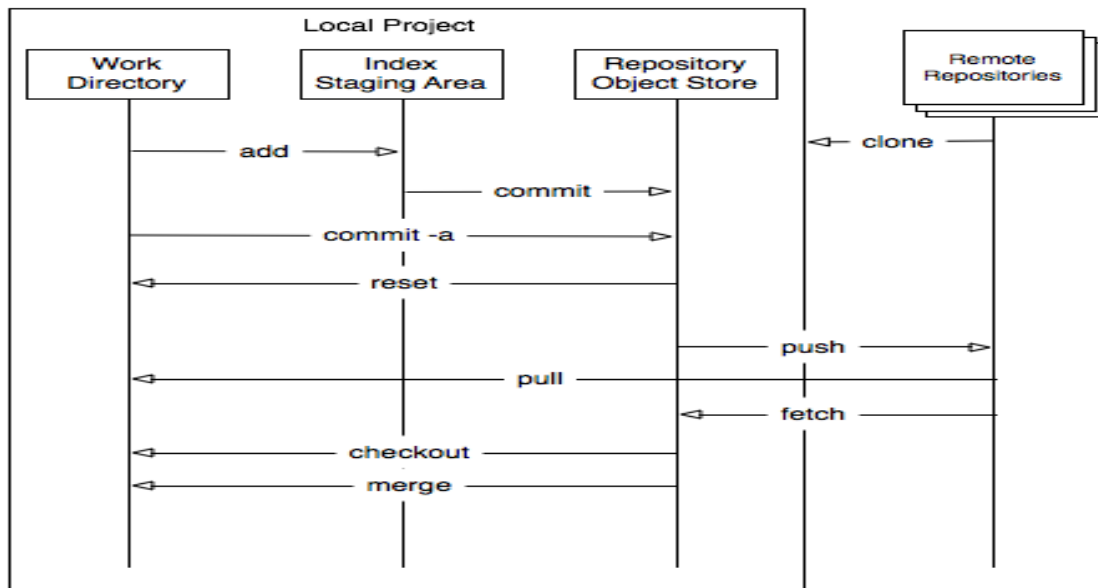 Local Project
Work
Directory
Index
Staging Area
Repository
Object Store
Remote
Repositories
add
clone
commit
commit -a
reset
push
pull
fetch
checkout
merge